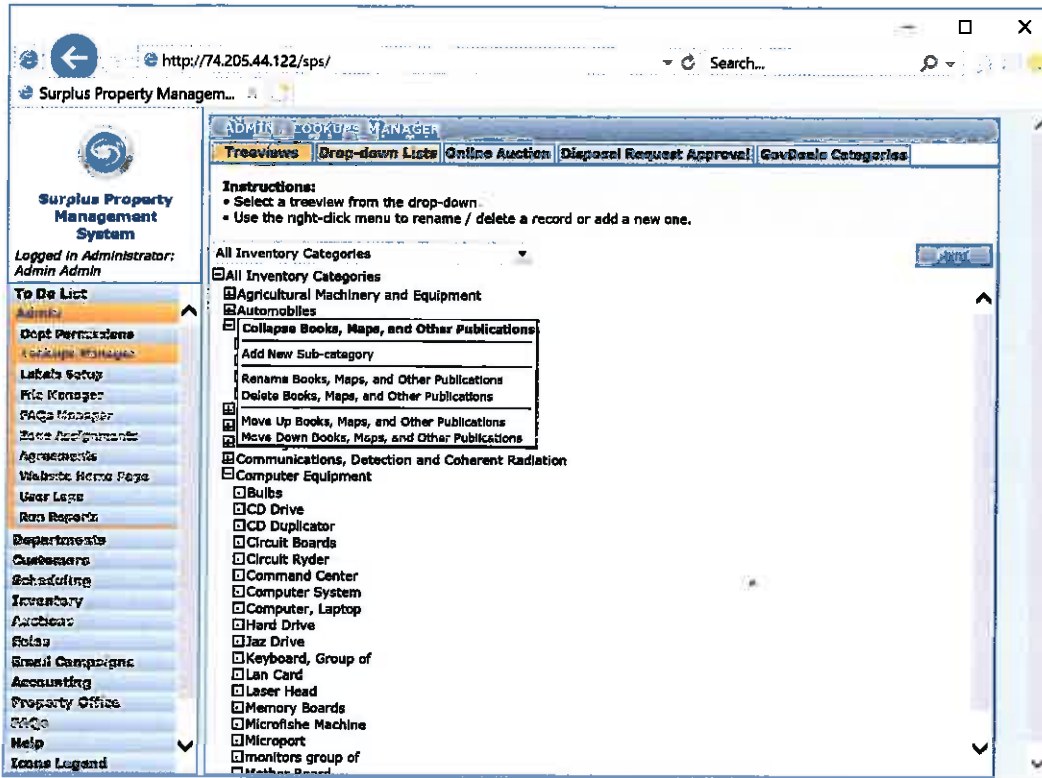 http://74.205.44.122/sps/
Search...
Surplus Property Managem...
Surplus Property
Management
System
Logged in Administrator:
Admin Admin
To Do List
Admin
Dept Permissions
Lookups Manager
Labels Setup
File Manager
FAQs Manager
Zone Assignments
Agreements
Website Home Page
User Logs
Run Reports
Departments
Customers
Scheduling
Inventory
Auctions
Sales
Email Campaigns
Accounting
Property Office
FAQs
Help
Icons Legend
ADMIN : LOOKUPS MANAGER
Treeviews Drop-down Lists Online Auction Disposal Request Approval GovDeals Categories
Instructions:
• Select a treeview from the drop-down.
• Use the right-click menu to rename / delete a record or add a new one.
All Inventory Categories
All Inventory Categories
Agricultural Machinery and Equipment
Automobiles
Collapse Books, Maps, and Other Publications
Add New Sub-category
Rename Books, Maps, and Other Publications
Delete Books, Maps, and Other Publications
Move Up Books, Maps, and Other Publications
Move Down Books, Maps, and Other Publications
Communications, Detection and Coherent Radiation
Computer Equipment
Bulbs
CD Drive
CD Duplicator
Circuit Boards
Circuit Ryder
Command Center
Computer System
Computer, Laptop
Hard Drive
Jaz Drive
Keyboard, Group of
Lan Card
Laser Head
Memory Boards
Microfishe Machine
Microport
monitors group of
Mother Board